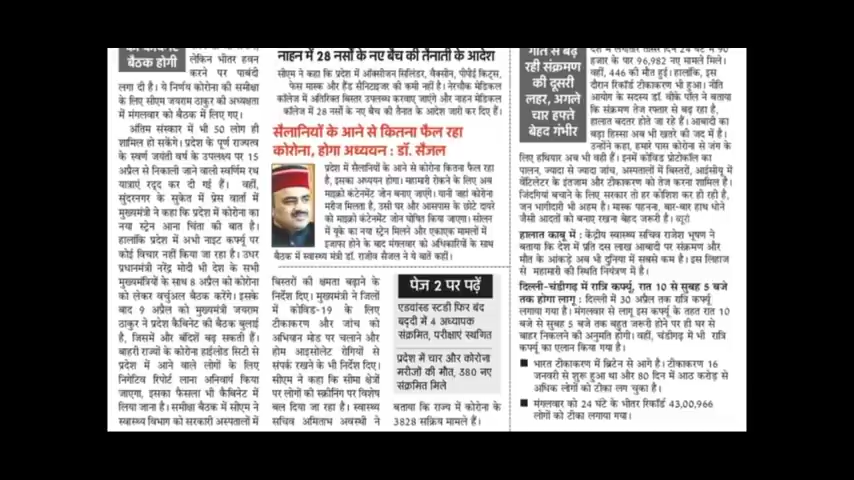 बैठक होगी
लेकिन भीतर हवन
करने पर पाबंदी
लगा दी है। ये निर्णय कोरोना की समीक्षा
के लिए सीएम जयराम ठाकुर की अध्यक्षता
में मंगलवार को बैठक में लिए गए।
अंतिम संस्कार में भी 50 लोग ही
शामिल हो सकेंगे। प्रदेश के पूर्ण राज्यत्व
के स्वर्ण जयंती वर्ष के उपलक्ष्य पर 15
अप्रैल से निकाली जाने वाली स्वर्णिम रथ
यात्राएं रद्द कर दी गई हैं। वहीं,
सुंदरनगर के सुकेत में प्रेस वार्ता में
मुख्यमंत्री ने कहा कि प्रदेश में कोरोना का
नया स्ट्रेन आना चिंता की बात है।
हालांकि प्रदेश में अभी नाइट कर्फ्यू पर
कोई विचार नहीं किया जा रहा है। उधर
प्रधानमंत्री नरेंद्र मोदी भी देश के सभी
मुख्यमंत्रियों के साथ 8 अप्रैल को कोरोना
को लेकर वर्चुअल बैठक करेंगे। इसके
बाद 9 अप्रैल को मुख्यमंत्री जयराम
ठाकुर ने प्रदेश कैबिनेट की बैठक बुलाई
है, जिसमें और बंदिशें बढ़ सकती हैं।
बाहरी राज्यों के कोरोना हाईलोड सिटी से
प्रदेश में आने वाले लोगों के लिए
निगेटिव रिपोर्ट लाना अनिवार्य किया
जाएगा, इसका फैसला भी कैबिनेट में
लिया जाना है। समीक्षा बैठक में सीएम ने
स्वास्थ्य विभाग को सरकारी अस्पतालों में
नाहन में 28 नर्सों के नए बैच की तैनाती के आदेश
सीएम ने कहा कि प्रदेश में ऑक्सीजन सिलिंडर, वैक्सीन, पीपीई किट्स,
फेस मास्क और हैंड सैनिटाइजर की कमी नहीं है। नेरचौक मेडिकल
कॉलेज में अतिरिक्त बिस्तर उपलब्ध करवाए जाएंगे और नाहन मेडिकल
कॉलेज में 28 नर्सों के नए बैच की तैनात के आदेश जारी कर दिए हैं।
सैलानियों के आने से कितना फैल रहा
कोरोना, होगा अध्ययन : डॉ. सैजल
प्रदेश में सैलानियों के आने से कोरोना कितना फैल रहा
है, इसका अध्ययन होगा। महामारी रोकने के लिए अब
माइक्रो कंटेनमेंट जोन बनाए जाएंगे। यानी जहां कोरोना
मरीज मिलता है, उसी घर और आसपास के छोटे दायरे
को माइक्रो कंटेनमेंट जोन घोषित किया जाएगा। सोलन
में यूके का नया स्ट्रेन मिलने और एकाएक मामलों में
इजाफा होने के बाद मंगलवार को अधिकारियों के साथ
बैठक में स्वास्थ्य मंत्री डॉ. राजीव सैजल ने ये बातें कहीं।
बिस्तरों की क्षमता बढ़ाने के
निर्देश दिए। मुख्यमंत्री ने जिलों
में कोविड-19 के लिए
टीकाकरण और जांच को
अभियान मोड पर चलाने और
होम आइसोलेट रोगियों से
संपर्क रखने के भी निर्देश दिए।
सीएम ने कहा कि सीमा क्षेत्रों
पर लोगों की स्क्रीनिंग पर विशेष
बल दिया जा रहा है। स्वास्थ्य
सचिव अमिताभ अवस्थी ने
पेज 2 पर पढ़ें
एडवांस्ड स्टडी फिर बंद
बद्दी में 4 अध्यापक
संक्रमित, परीक्षाएं स्थगित
प्रदेश में चार और कोरोना
मरीजों की मौत, 380 नए
संक्रमित मिले
बताया कि राज्य में कोरोना के
3828 सक्रिय मामले हैं।
गति से बढ़
रही संक्रमण
की दूसरी
लहर, अगले
चार हफ्ते
बेहद गंभीर
हजार के पार 96,982 नए मामले मिले।
वहीं, 446 की मौत हुई। हालांकि, इस
दौरान रिकॉर्ड टीकाकरण भी हुआ। नीति
आयोग के सदस्य डॉ. वीके पॉल ने बताया
कि संक्रमण तेज रफ्तार से बढ़ रहा है,
हालात बदतर होते जा रहे हैं। आबादी का
बड़ा हिस्सा अब भी खतरे की जद में है।
उन्होंने कहा, हमारे पास कोरोना से जंग के
लिए हथियार अब भी वही हैं। इनमें कोविड प्रोटोकॉल का
पालन, ज्यादा से ज्यादा जांच, अस्पतालों में बिस्तरों, आईसीयू में
वेंटिलेटर के इंतजाम और टीकाकरण को तेज करना शामिल है।
जिंदगियां बचाने के लिए सरकार तो हर कोशिश कर ही रही है,
जन भागीदारी भी अहम है। मास्क पहनना, बार-बार हाथ धोने
जैसी आदतों को बनाए रखना बेहद जरूरी है। ब्यूरो
हालात काबू में : केंद्रीय स्वास्थ्य सचिव राजेश भूषण ने
बताया कि देश में प्रति दस लाख आबादी पर संक्रमण और
मौत के आंकड़े अब भी दुनिया में सबसे कम है। इस लिहाज
से महामारी की स्थिति नियंत्रण में है।
दिल्ली-चंडीगढ़ में रात्रि कर्फ्यू, रात 10 से सुबह 5 बजे
तक होगा लागू : दिल्ली में 30 अप्रैल तक रात्रि कर्फ्यू
लगाया गया है। मंगलवार से लागू इस कर्फ्यू के तहत रात 10
बजे से सुबह 5 बजे तक बहुत जरूरी होने पर ही घर से
बाहर निकलने की अनुमति होगी। वहीं, चंडीगढ़ में भी रात्रि
कर्फ्यू का एलान किया गया है।
■ भारत टीकाकरण में ब्रिटेन से आगे है। टीकाकरण 16
जनवरी से शुरू हुआ था और 80 दिन में आठ करोड़ से
अधिक लोगों को टीका लग चुका है।
■ मंगलवार को 24 घंटे के भीतर रिकॉर्ड 43,00,966
लोगों को टीका लगाया गया।